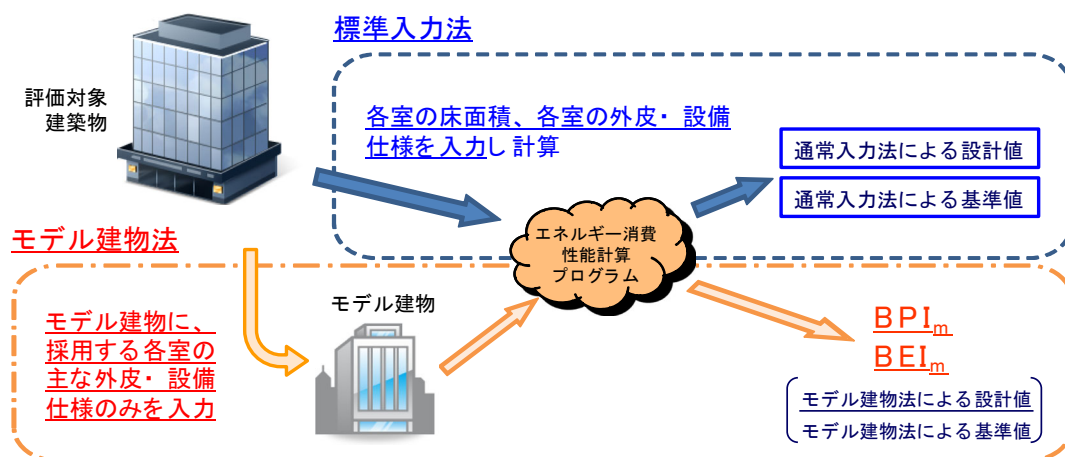 標準入力法
評価対象
建築物
各室の床面積、各室の外皮・設備
仕様を入力し計算
通常入力法による設計値
通常入力法による基準値
エネルギー消費
性能計算
プログラム
モデル建物法
モデル建物に、
採用する各室の
主な外皮・設備
仕様のみを入力
モデル建物
BPIm
BEIm
モデル建物法による設計値
モデル建物法による基準値